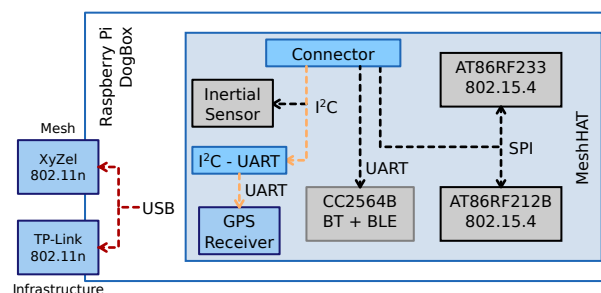 Raspberry Pi
DogBox
Connector
AT86RF233
802.15.4
Inertial
Sensor
I²C
MeshHAT
Mesh
XyZel
802.11n
I²C - UART
UART
SPI
UART
USB
CC2564B
BT + BLE
AT86RF212B
802.15.4
GPS
Receiver
TP-Link
802.11n
Infrastructure